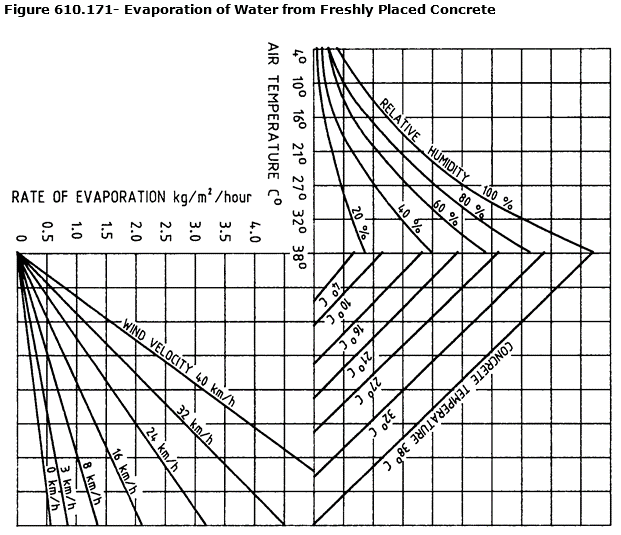 Figure 610.171- Evaporation of Water from Freshly Placed Concrete
AIR TEMPERATURE C°
4°
10°
16°
21°
27°
32°
38°
RELATIVE HUMIDITY
100 %
80 %
60 %
40 %
20 %
RATE OF EVAPORATION kg/m²/hour
0
0.5
1.0
1.5
2.0
2.5
3.0
3.5
4.0
4° C
10° C
16° C
21° C
27° C
32° C
CONCRETE TEMPERATURE 38° C
WIND VELOCITY 40 km/h
32 km/h
24 km/h
16 km/h
8 km/h
3 km/h
0 km/h